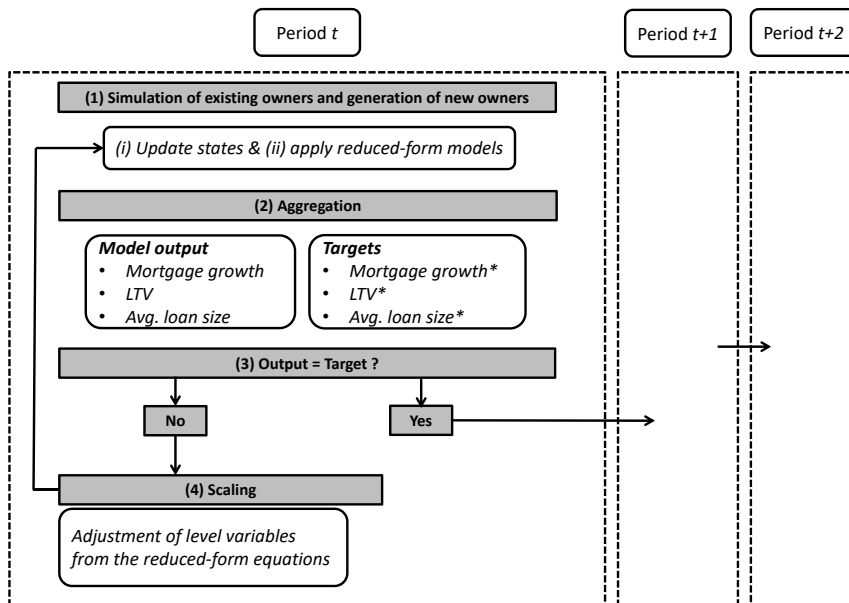 Period t
Period t+1
Period t+2
(1) Simulation of existing owners and generation of new owners
(i) Update states & (ii) apply reduced-form models
(2) Aggregation
Model output
• Mortgage growth
• LTV
• Avg. loan size
Targets
• Mortgage growth*
• LTV*
• Avg. loan size*
(3) Output = Target ?
No
Yes
(4) Scaling
Adjustment of level variables
from the reduced-form equations